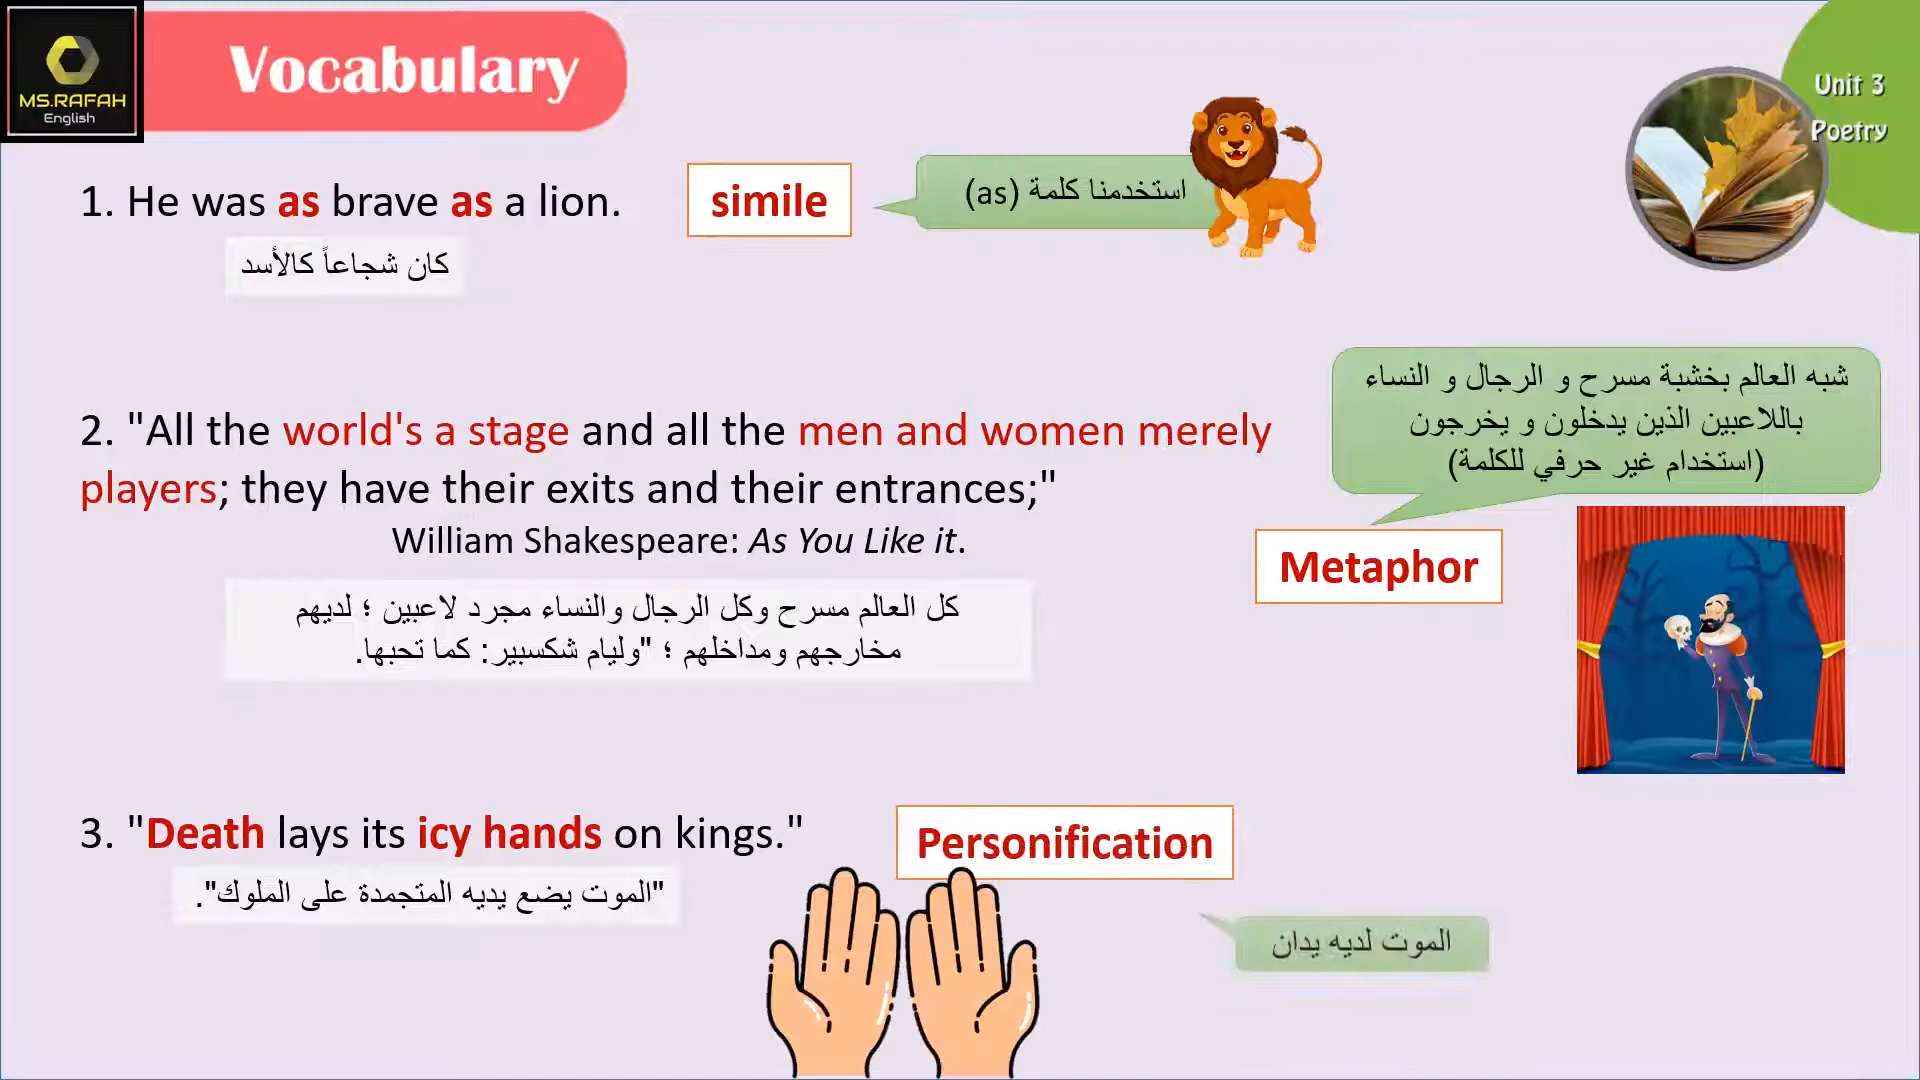 MS.RAFAH
English
Vocabulary
Unit 3
Poetry
1. He was as brave as a lion.
simile
استخدمنا كلمة (as)
كان شجاعاً كالأسد
شبه العالم بخشبة مسرح و الرجال و النساء
باللاعبين الذين يدخلون و يخرجون
(استخدام غير حرفي للكلمة)
2. "All the world's a stage and all the men and women merely
players; they have their exits and their entrances;"
William Shakespeare: As You Like it.
Metaphor
كل العالم مسرح وكل الرجال والنساء مجرد لاعبين ؛ لديهم
مخارجهم ومداخلهم ؛ "وليام شكسبير: كما تحبها.
3. "Death lays its icy hands on kings."
Personification
"الموت يضع يديه المتجمدة على الملوك".
الموت لديه يدان